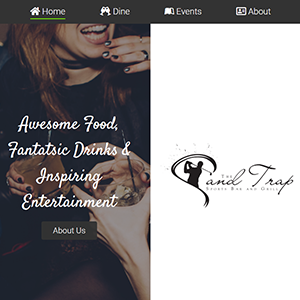 Home Dine Events About
Awesome Food,
Fantatsic Drinks &
Inspiring
Entertainment
About Us
The
Sand Trap
Sports Bar and Grill